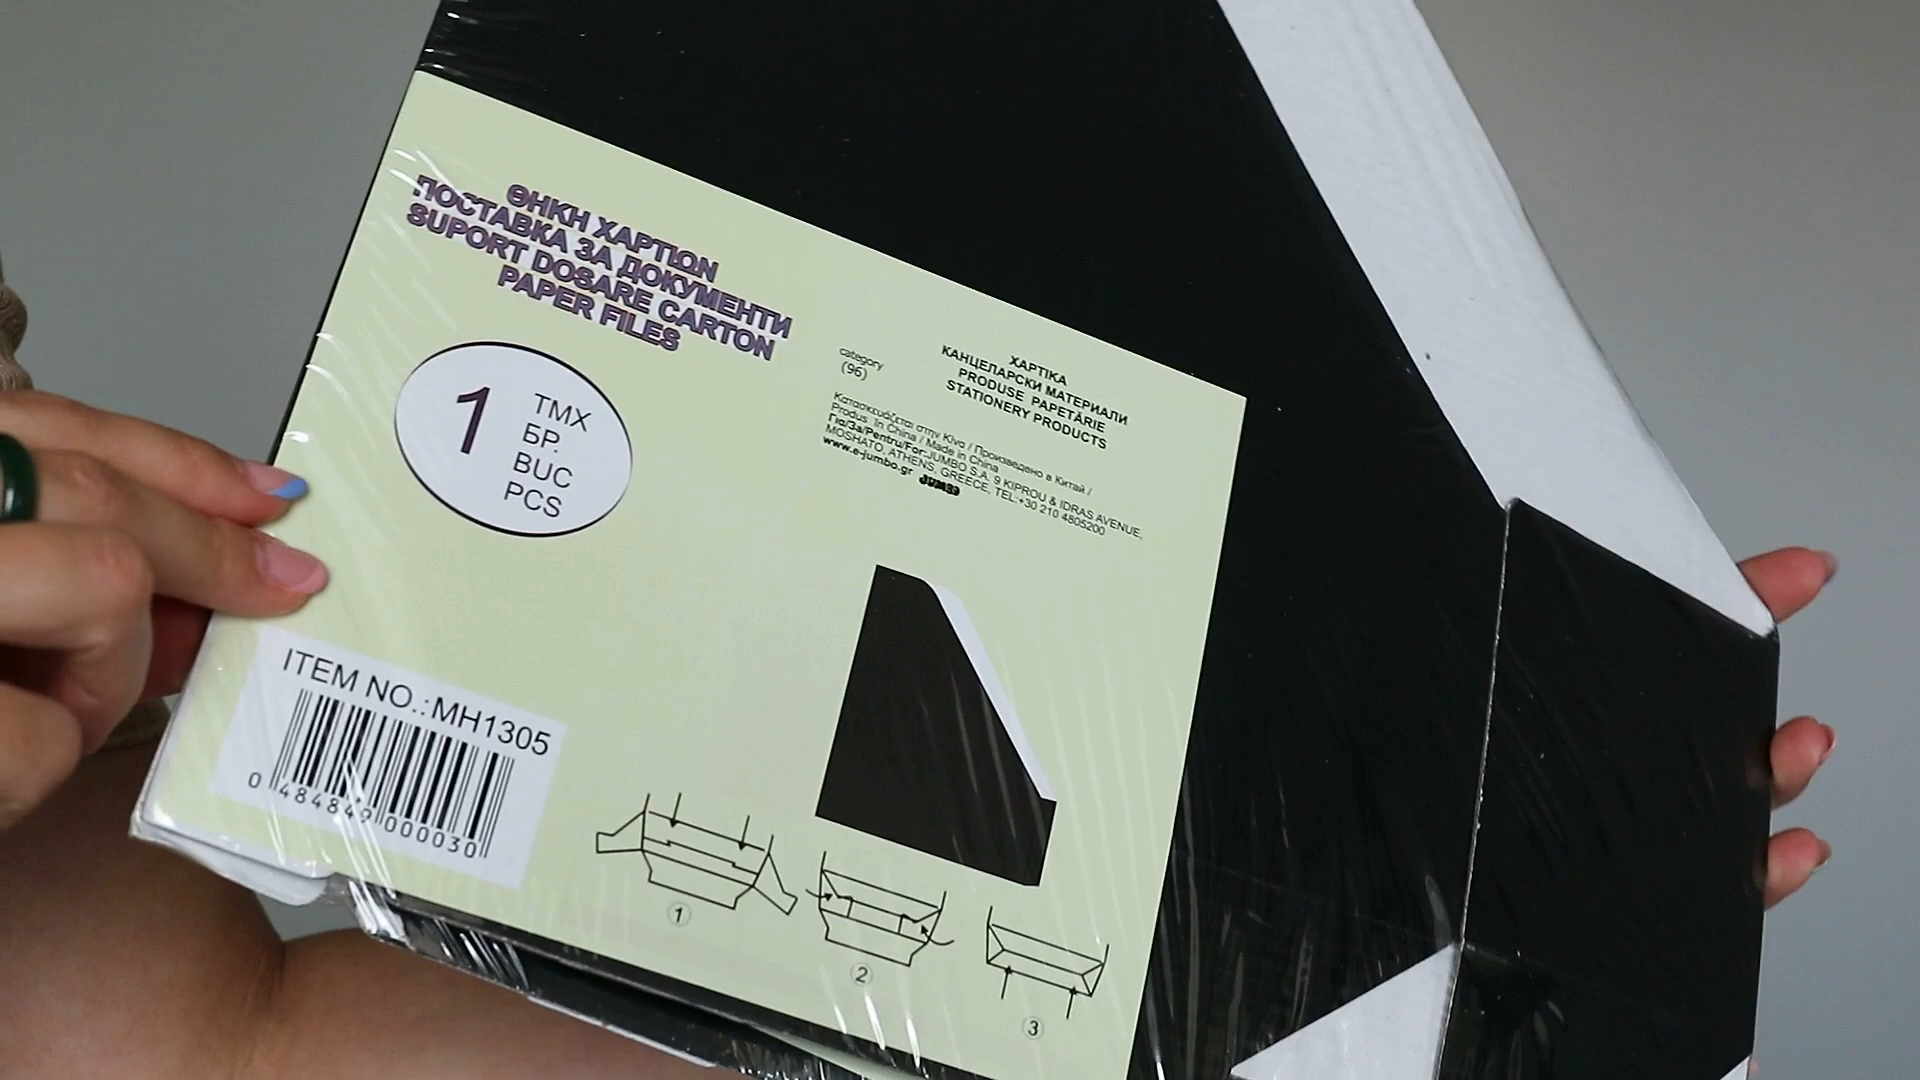 ΘΗΚΗ ΧΑΡΤΙΩΝ
ПОСТАВКА ЗА ДОКУМЕНТИ
SUPORT DOSARE CARTON
PAPER FILES
1
ΤΜΧ
БР.
BUC
PCS
category
(96)
ΧΑΡΤΙΚΑ
КАНЦЕЛАРСКИ МАТЕРИАЛИ
PRODUSE PAPETĂRIE
STATIONERY PRODUCTS
Κατασκευάζεται στην Κίνα / Произведено в Китай /
Produs in China / Made in China
Για/За/Pentru/For:JUMBO S.A. 9 KIPROU & IDRAS AVENUE,
MOSHATO, ATHENS, GREECE, TEL:+30 210 4805200
www.e-jumbo.gr JUMBO
ITEM NO.:MH1305
0 484849 000030
1
2
3